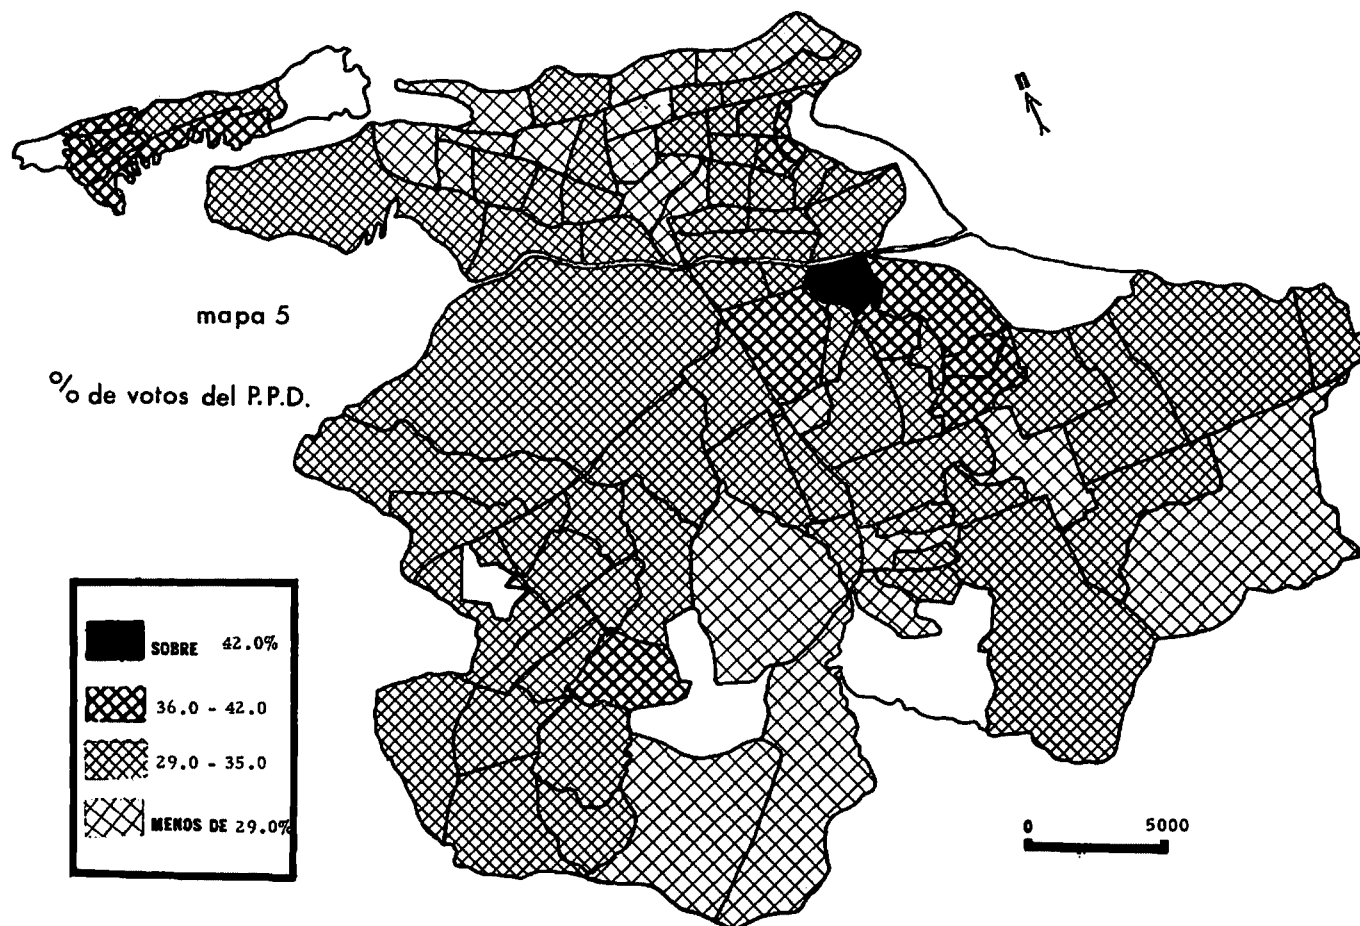 n
mapa 5
% de votos del P.P.D.
SOBRE 42.0%
36.0 - 42.0
29.0 - 35.0
MENOS DE 29.0%
0 5000